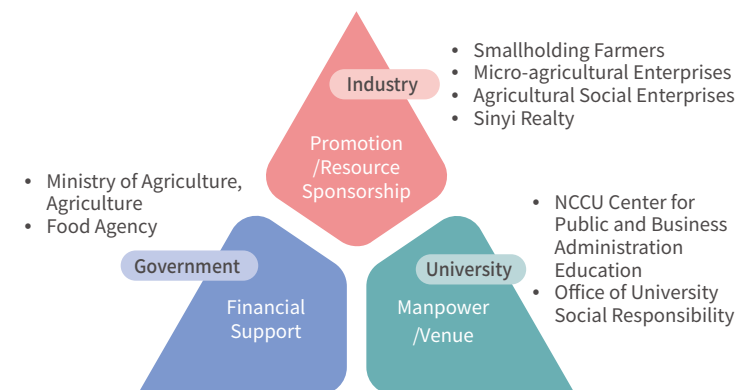 Industry
Promotion
/Resource
Sponsorship
• Smallholding Farmers
• Micro-agricultural Enterprises
• Agricultural Social Enterprises
• Sinyi Realty
• Ministry of Agriculture,
Agriculture
• Food Agency
Government
Financial
Support
University
Manpower
/Venue
• NCCU Center for
Public and Business
Administration
Education
• Office of University
Social Responsibility